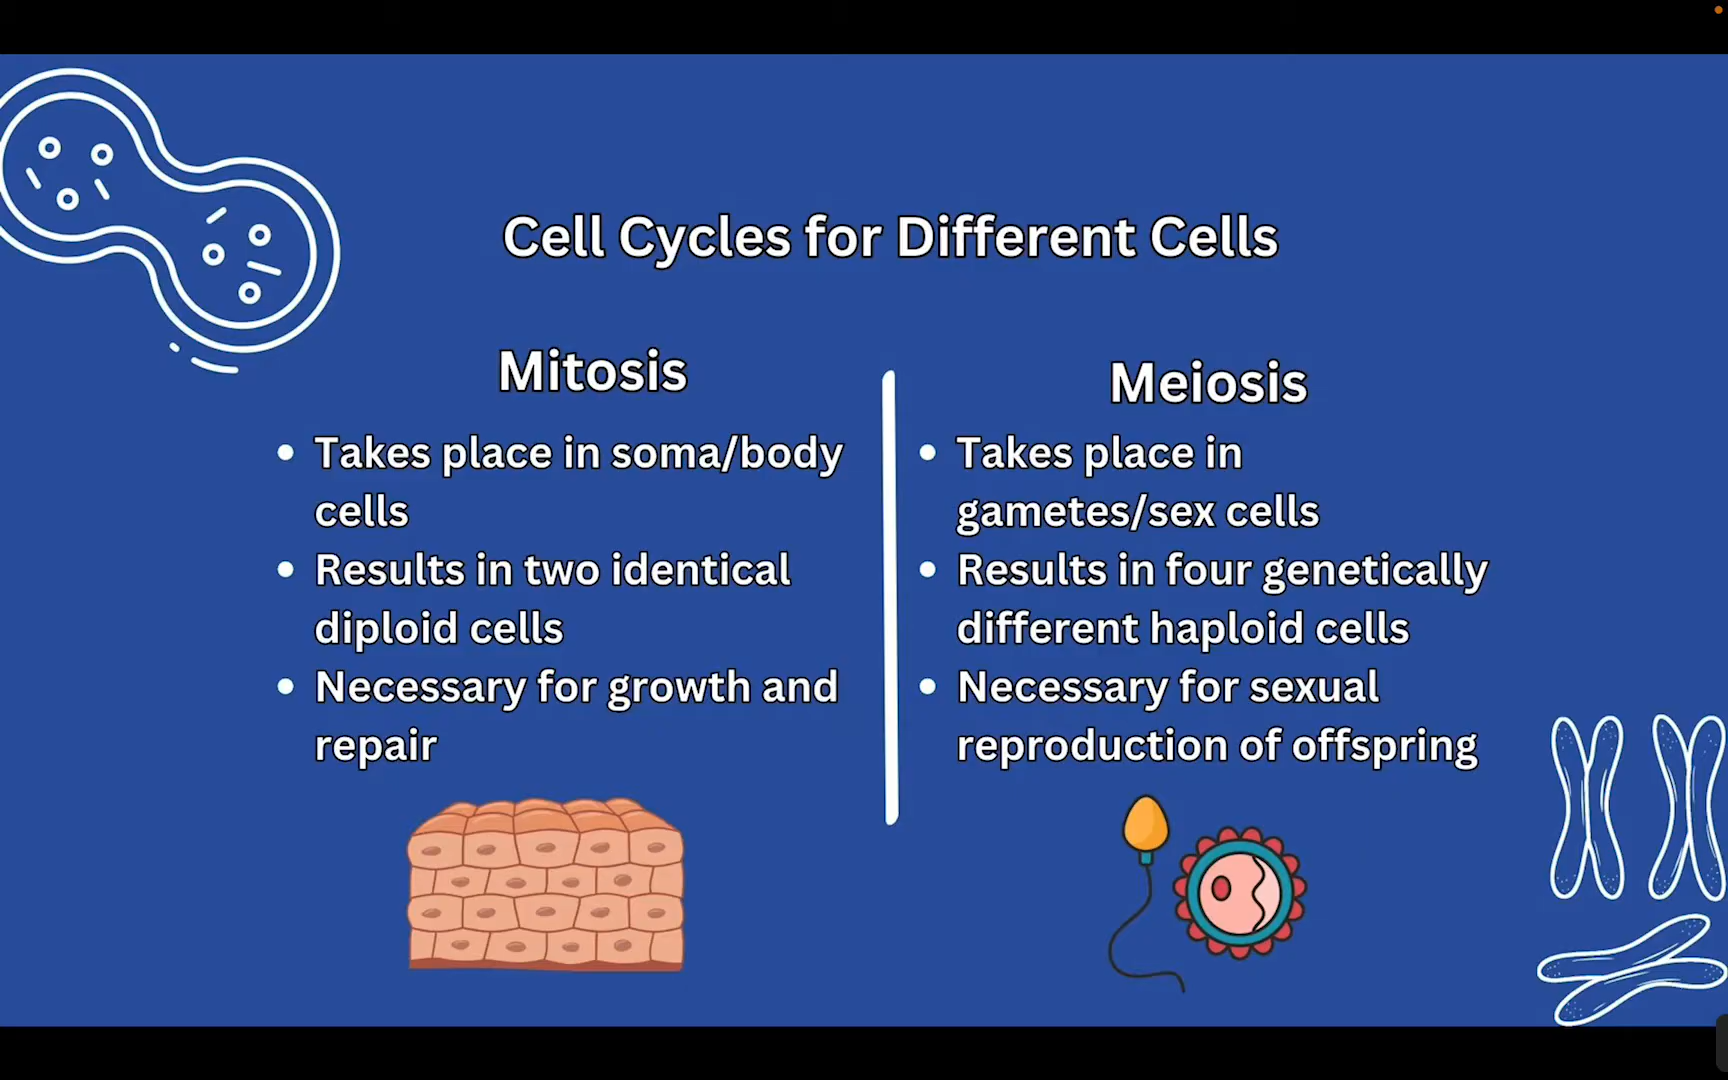 Cell Cycles for Different Cells
Mitosis
• Takes place in soma/body
cells
• Results in two identical
diploid cells
• Necessary for growth and
repair
Meiosis
• Takes place in
gametes/sex cells
• Results in four genetically
different haploid cells
• Necessary for sexual
reproduction of offspring